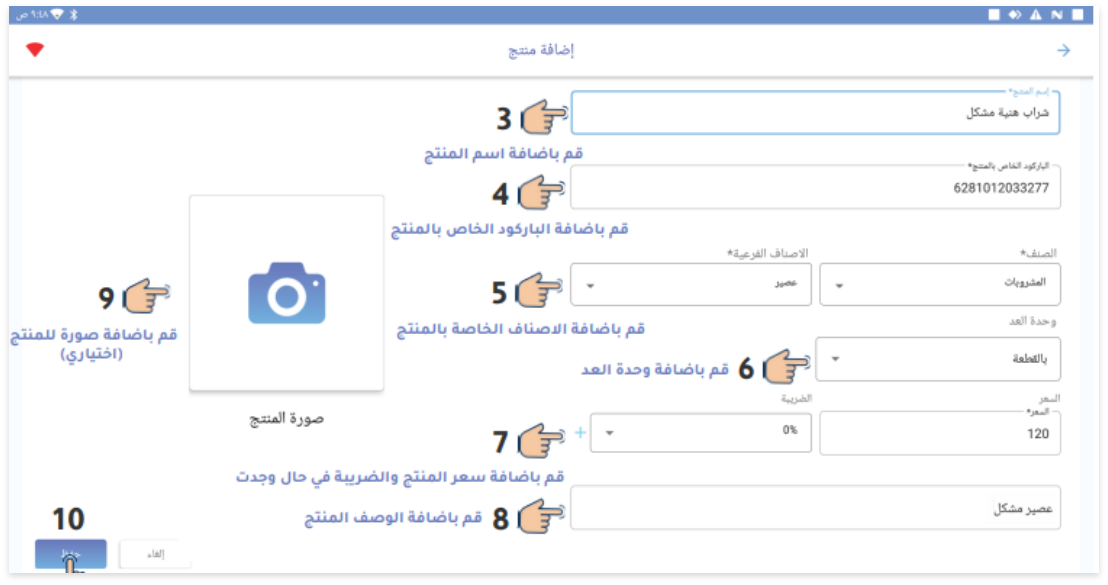 ٩:٤٨ ص
إضافة منتج
إسم المنتج*
شراب هنية مشكل
3
قم باضافة اسم المنتج
الباركود الخاص بالمنتج*
6281012033277
4
قم باضافة الباركود الخاص بالمنتج
الصنف*
الاصناف الفرعية*
المشروبات
عصير
5
قم باضافة الاصناف الخاصة بالمنتج
وحدة العد
بالقطعة
6 قم باضافة وحدة العد
9
قم باضافة صورة للمنتج
(اختياري)
صورة المنتج
السعر
الضريبة
السعر*
120
0%
+
7
قم باضافة سعر المنتج والضريبة في حال وجدت
عصير مشكل
8 قم باضافة الوصف المنتج
10
إلغاء